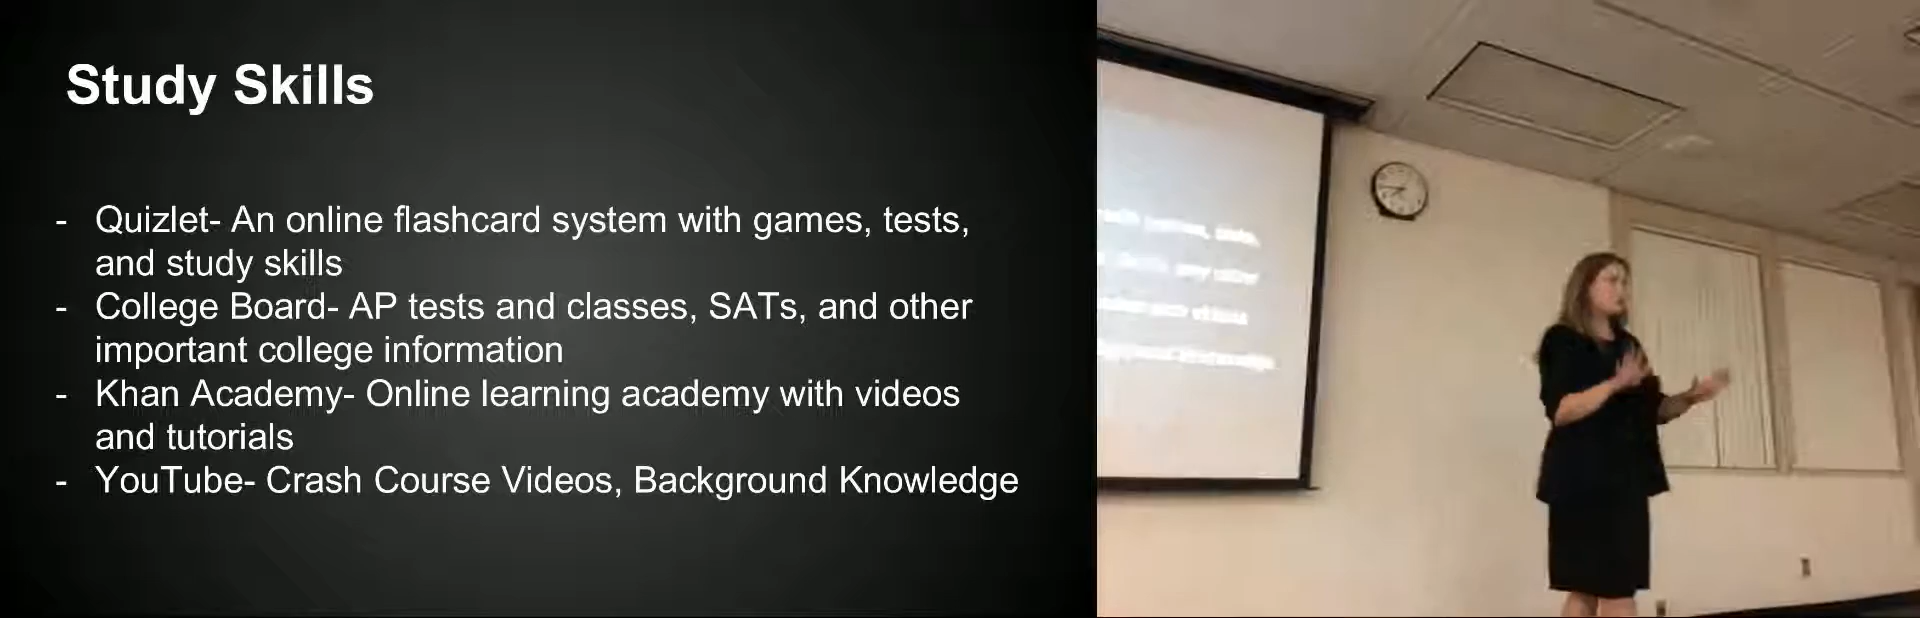 Study Skills
- Quizlet- An online flashcard system with games, tests,
and study skills
- College Board- AP tests and classes, SATs, and other
important college information
- Khan Academy- Online learning academy with videos
and tutorials
- YouTube- Crash Course Videos, Background Knowledge